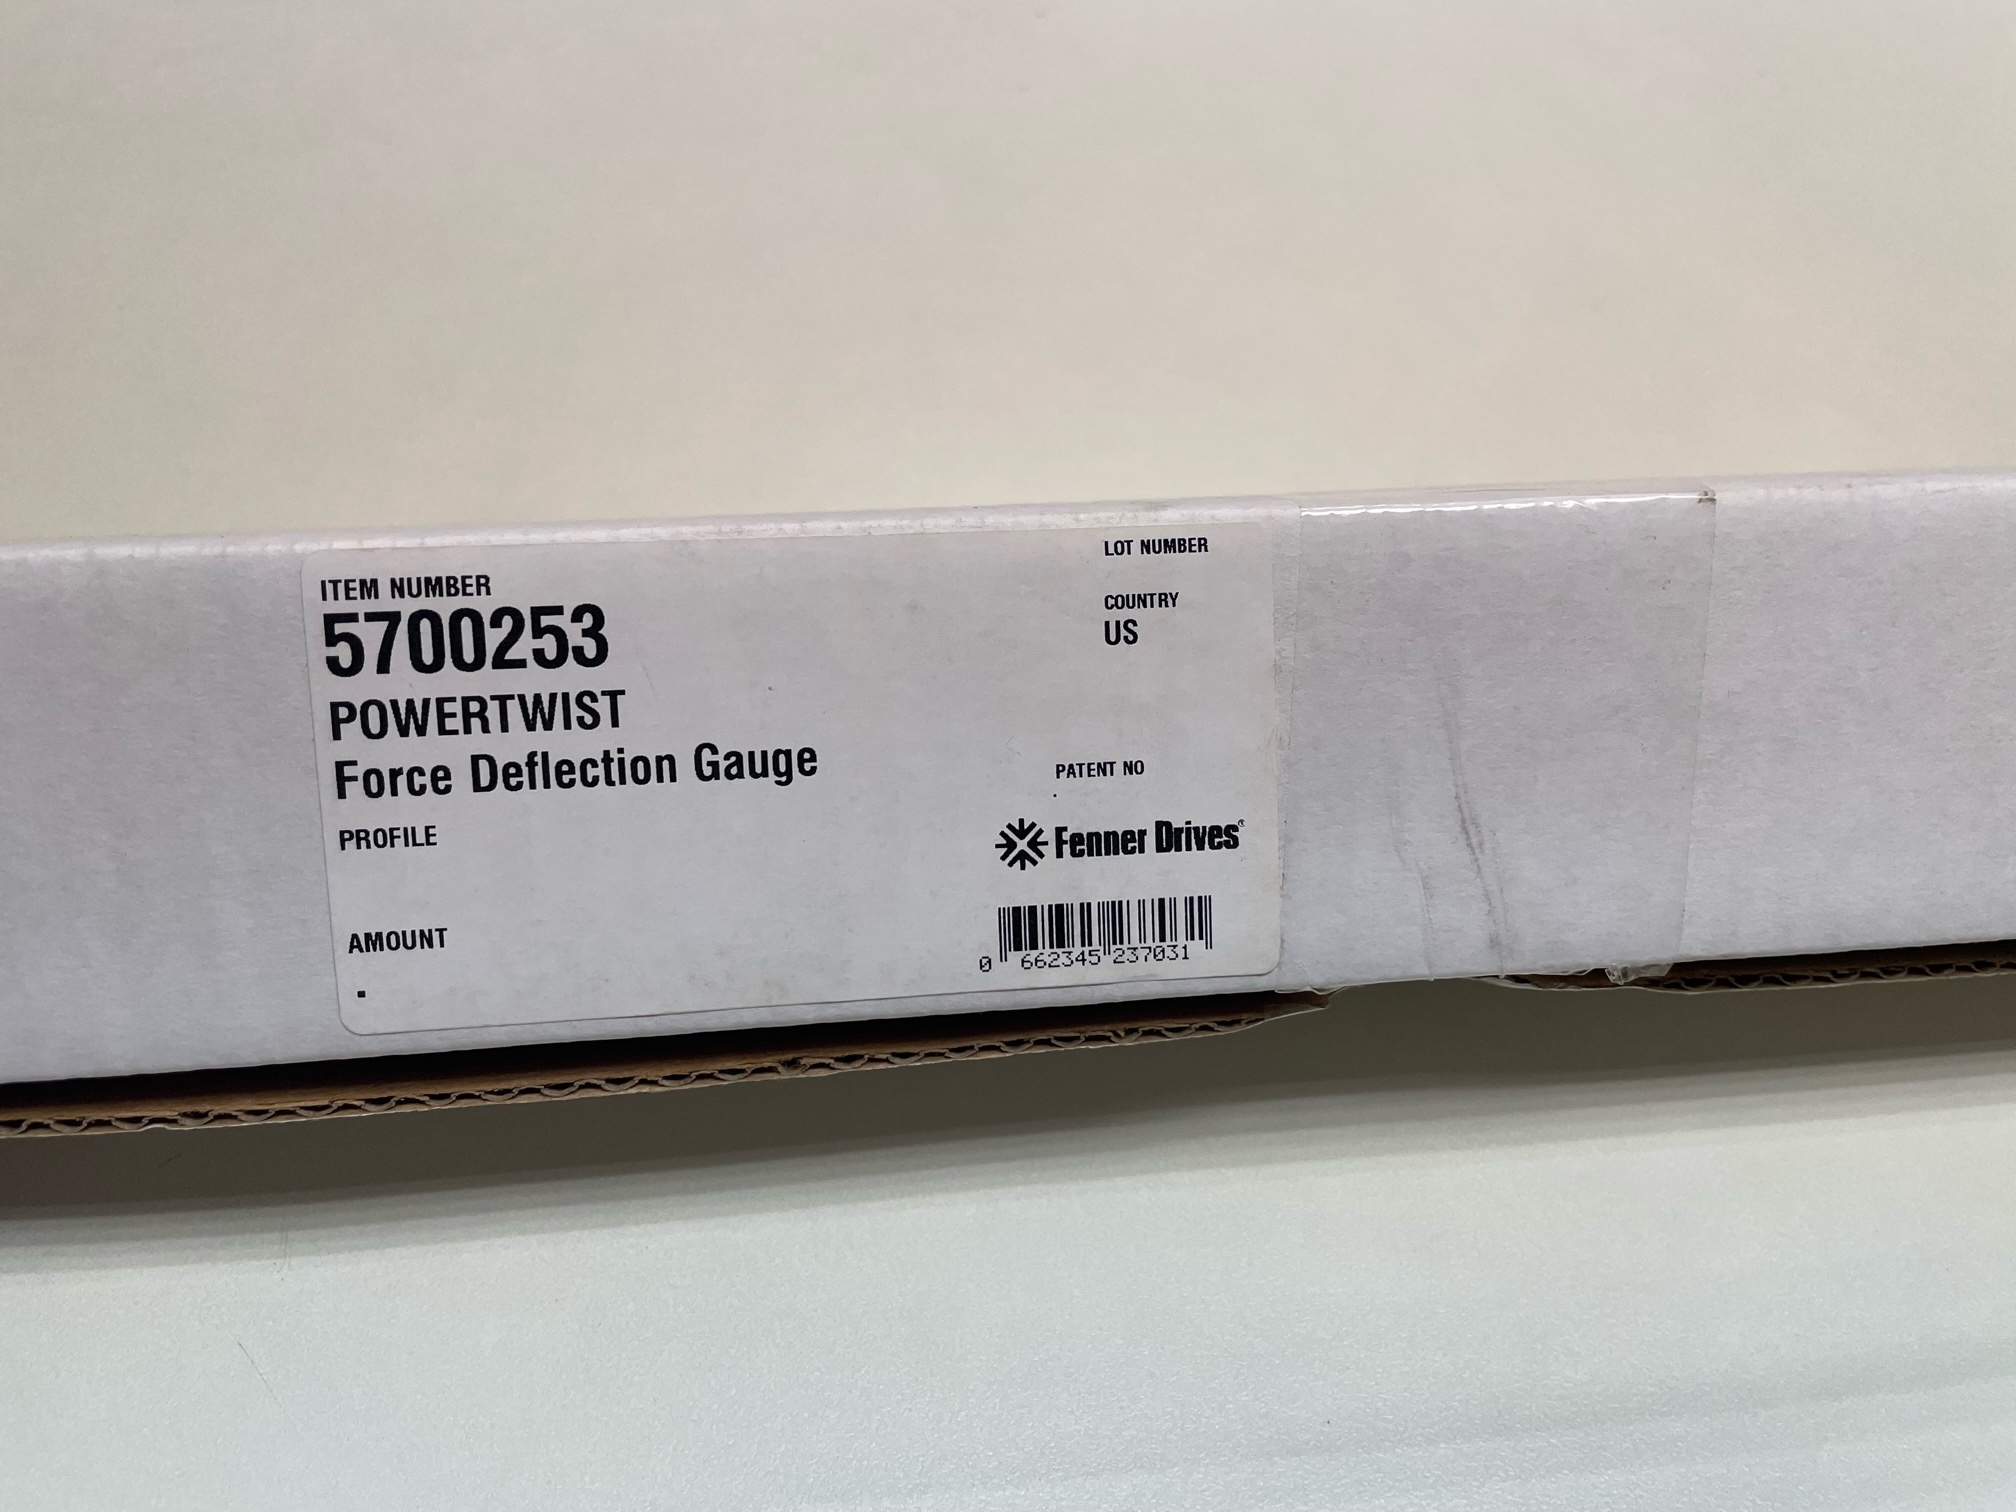 ITEM NUMBER
5700253
POWERTWIST
Force Deflection Gauge
PROFILE
AMOUNT
.
LOT NUMBER
COUNTRY
US
PATENT NO
.
Fenner Drives®
0 662345 237031